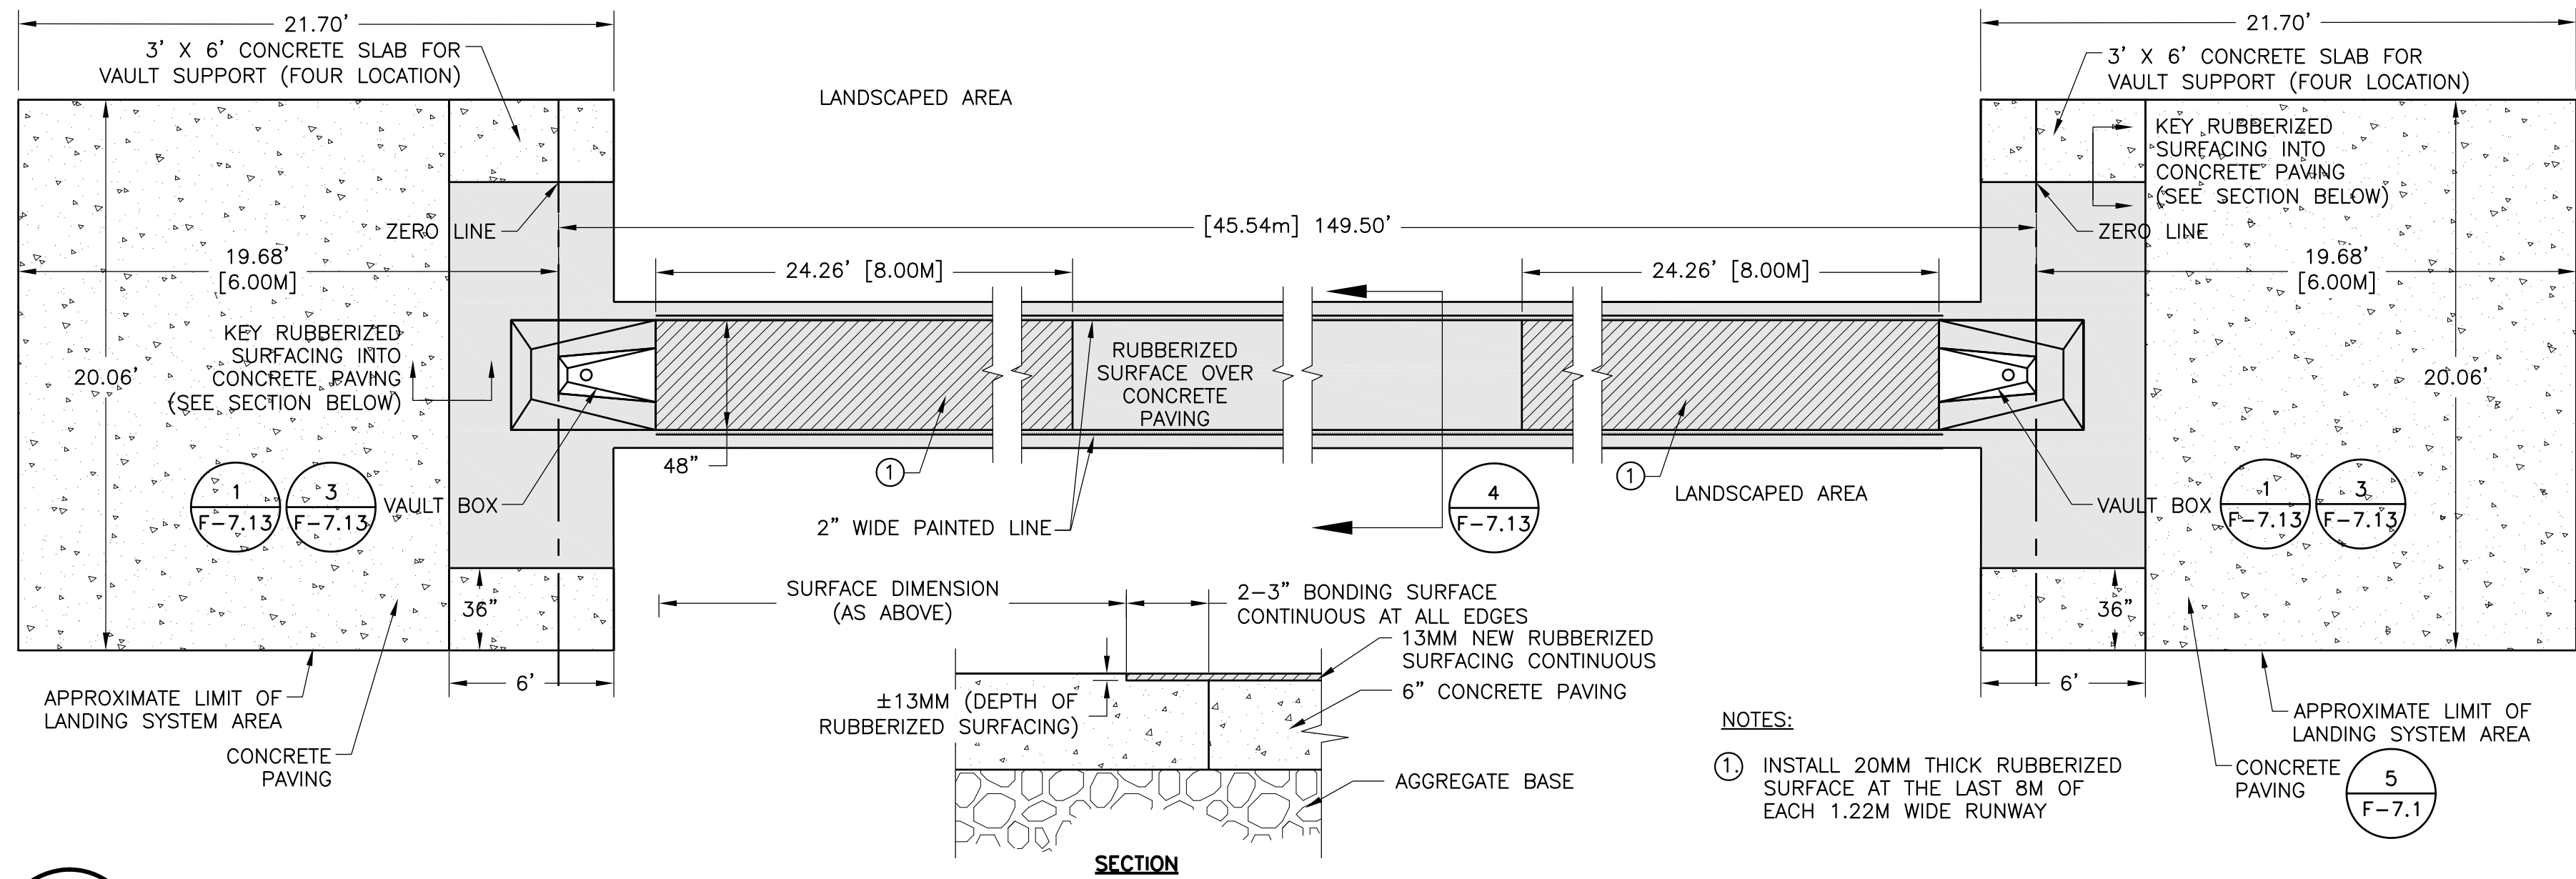 21.70’
3’ X 6’ CONCRETE SLAB FOR
VAULT SUPPORT (FOUR LOCATION)
LANDSCAPED AREA
21.70’
3’ X 6’ CONCRETE SLAB FOR
VAULT SUPPORT (FOUR LOCATION)
KEY RUBBERIZED
SURFACING INTO
CONCRETE PAVING
(SEE SECTION BELOW)
ZERO LINE
[45.54m] 149.50’
ZERO LINE
19.68’
[6.00M]
24.26’ [8.00M]
24.26’ [8.00M]
19.68’
[6.00M]
KEY RUBBERIZED
SURFACING INTO
CONCRETE PAVING
(SEE SECTION BELOW)
20.06’
RUBBERIZED
SURFACE OVER
CONCRETE
PAVING
20.06’
48”
1
1
LANDSCAPED AREA
1
F-7.13
3
F-7.13
VAULT BOX
2” WIDE PAINTED LINE
4
F-7.13
VAULT BOX
1
F-7.13
3
F-7.13
36”
6’
APPROXIMATE LIMIT OF
LANDING SYSTEM AREA
CONCRETE
PAVING
SURFACE DIMENSION
(AS ABOVE)
2-3” BONDING SURFACE
CONTINUOUS AT ALL EDGES
13MM NEW RUBBERIZED
SURFACING CONTINUOUS
6” CONCRETE PAVING
±13MM (DEPTH OF
RUBBERIZED SURFACING)
AGGREGATE BASE
SECTION
NOTES:
1. INSTALL 20MM THICK RUBBERIZED
SURFACE AT THE LAST 8M OF
EACH 1.22M WIDE RUNWAY
36”
6’
APPROXIMATE LIMIT OF
LANDING SYSTEM AREA
CONCRETE
PAVING
5
F-7.1